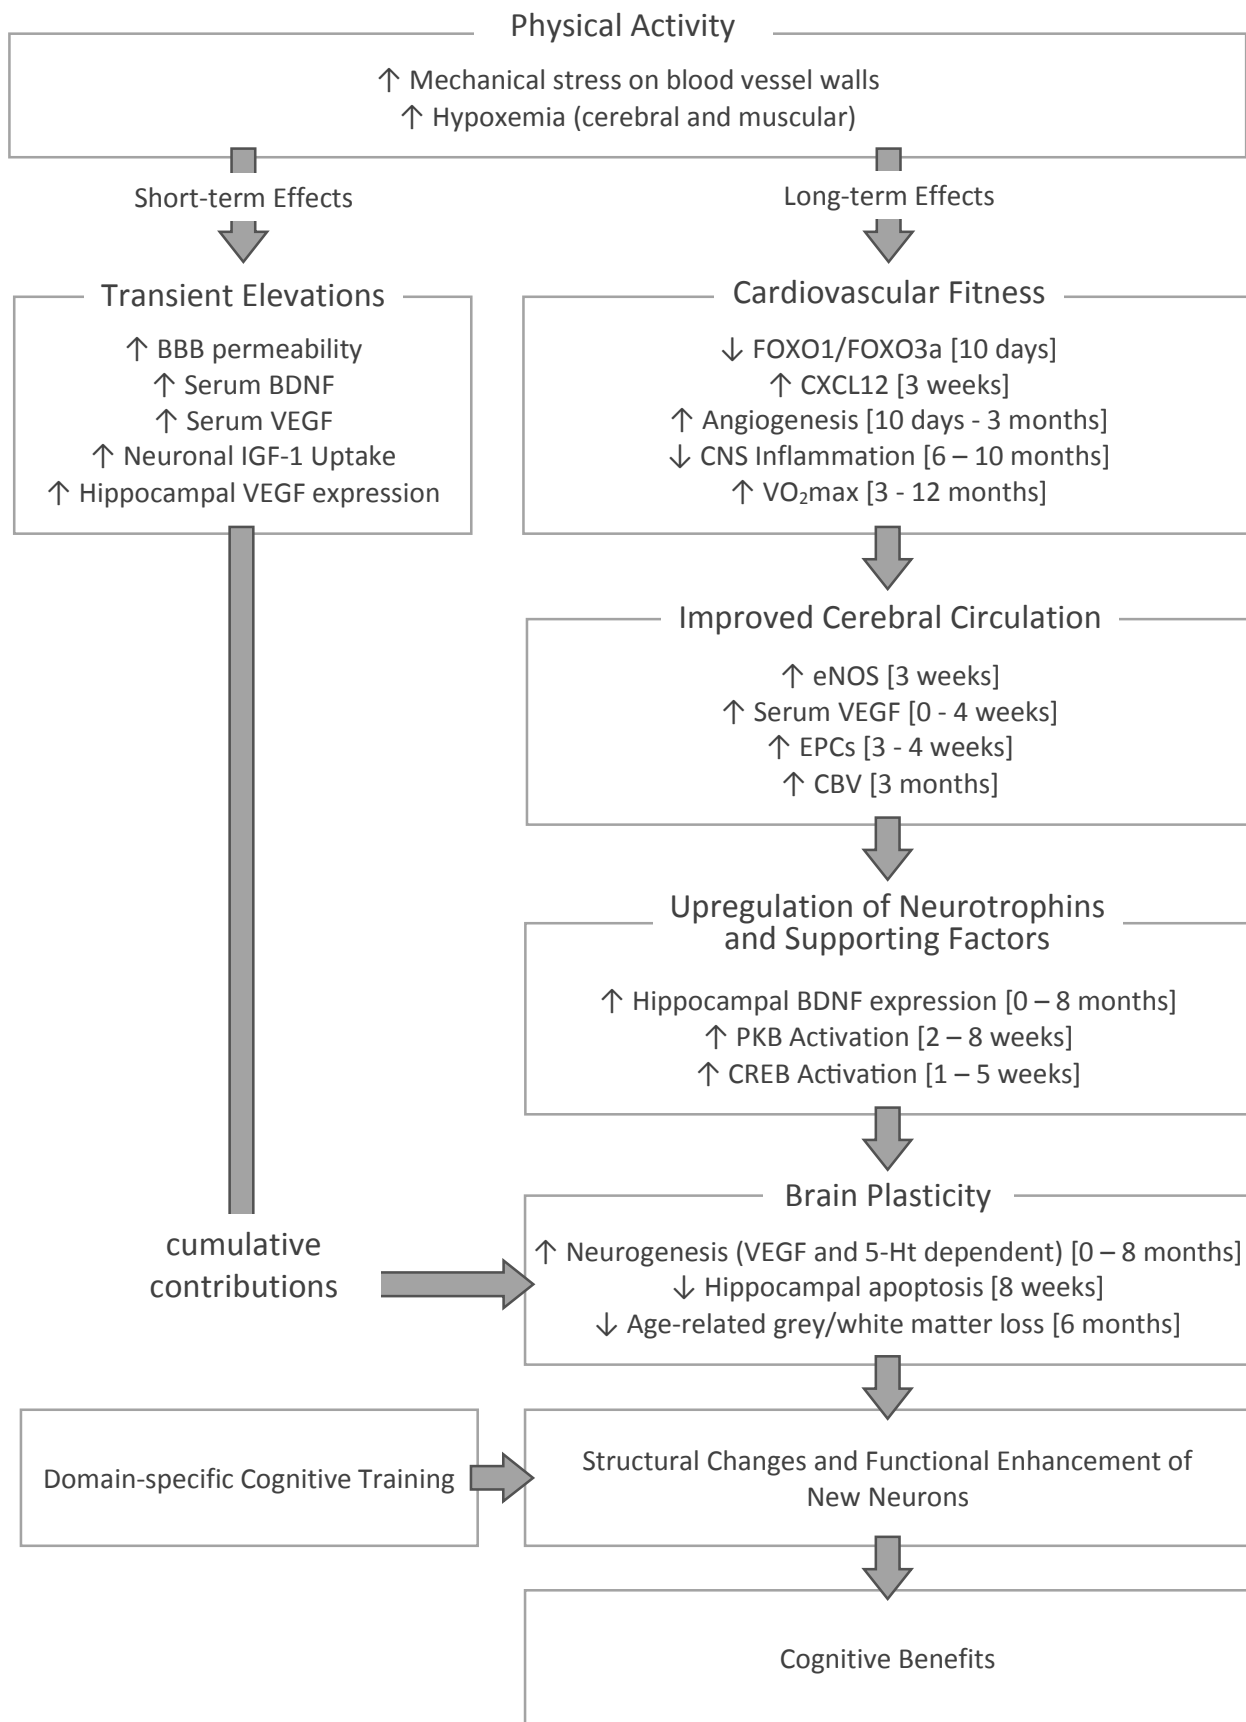 Physical Activity
↑ Mechanical stress on blood vessel walls
↑ Hypoxemia (cerebral and muscular)
Short-term Effects
Long-term Effects
Transient Elevations
↑ BBB permeability
↑ Serum BDNF
↑ Serum VEGF
↑ Neuronal IGF-1 Uptake
↑ Hippocampal VEGF expression
Cardiovascular Fitness
↓ FOXO1/FOXO3a [10 days]
↑ CXCL12 [3 weeks]
↑ Angiogenesis [10 days - 3 months]
↓ CNS Inflammation [6 – 10 months]
↑ VO₂max [3 - 12 months]
Improved Cerebral Circulation
↑ eNOS [3 weeks]
↑ Serum VEGF [0 - 4 weeks]
↑ EPCs [3 - 4 weeks]
↑ CBV [3 months]
Upregulation of Neurotrophins
and Supporting Factors
↑ Hippocampal BDNF expression [0 – 8 months]
↑ PKB Activation [2 – 8 weeks]
↑ CREB Activation [1 – 5 weeks]
cumulative
contributions
Brain Plasticity
↑ Neurogenesis (VEGF and 5-Ht dependent) [0 – 8 months]
↓ Hippocampal apoptosis [8 weeks]
↓ Age-related grey/white matter loss [6 months]
Domain-specific Cognitive Training
Structural Changes and Functional Enhancement of
New Neurons
Cognitive Benefits